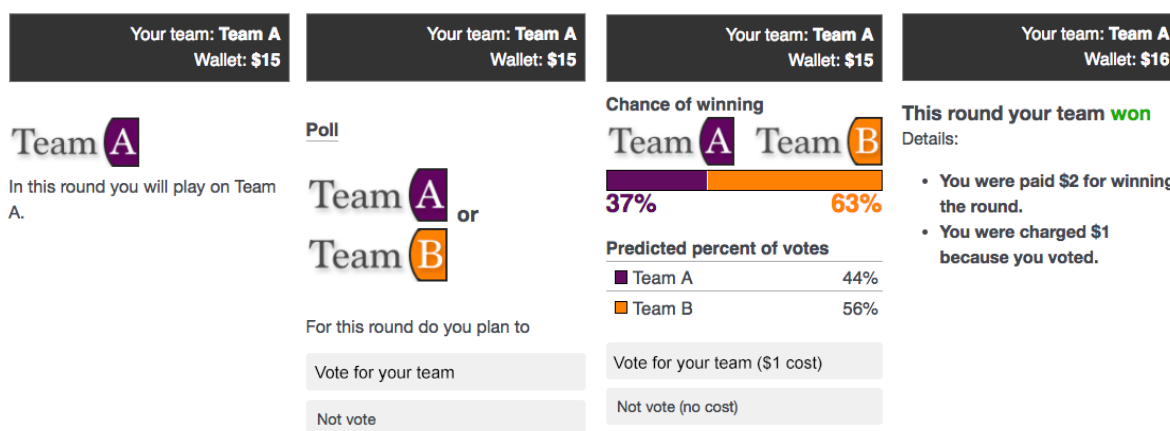 Your team: Team A
Wallet: $15
Team A
In this round you will play on Team
A.
Your team: Team A
Wallet: $15
Poll
Team A or
Team B
For this round do you plan to
Vote for your team
Not vote
Your team: Team A
Wallet: $15
Chance of winning
Team A Team B
37% 63%
Predicted percent of votes
Team A 44%
Team B 56%
Vote for your team ($1 cost)
Not vote (no cost)
Your team: Team A
Wallet: $16
This round your team won
Details:
• You were paid $2 for winning
the round.
• You were charged $1
because you voted.